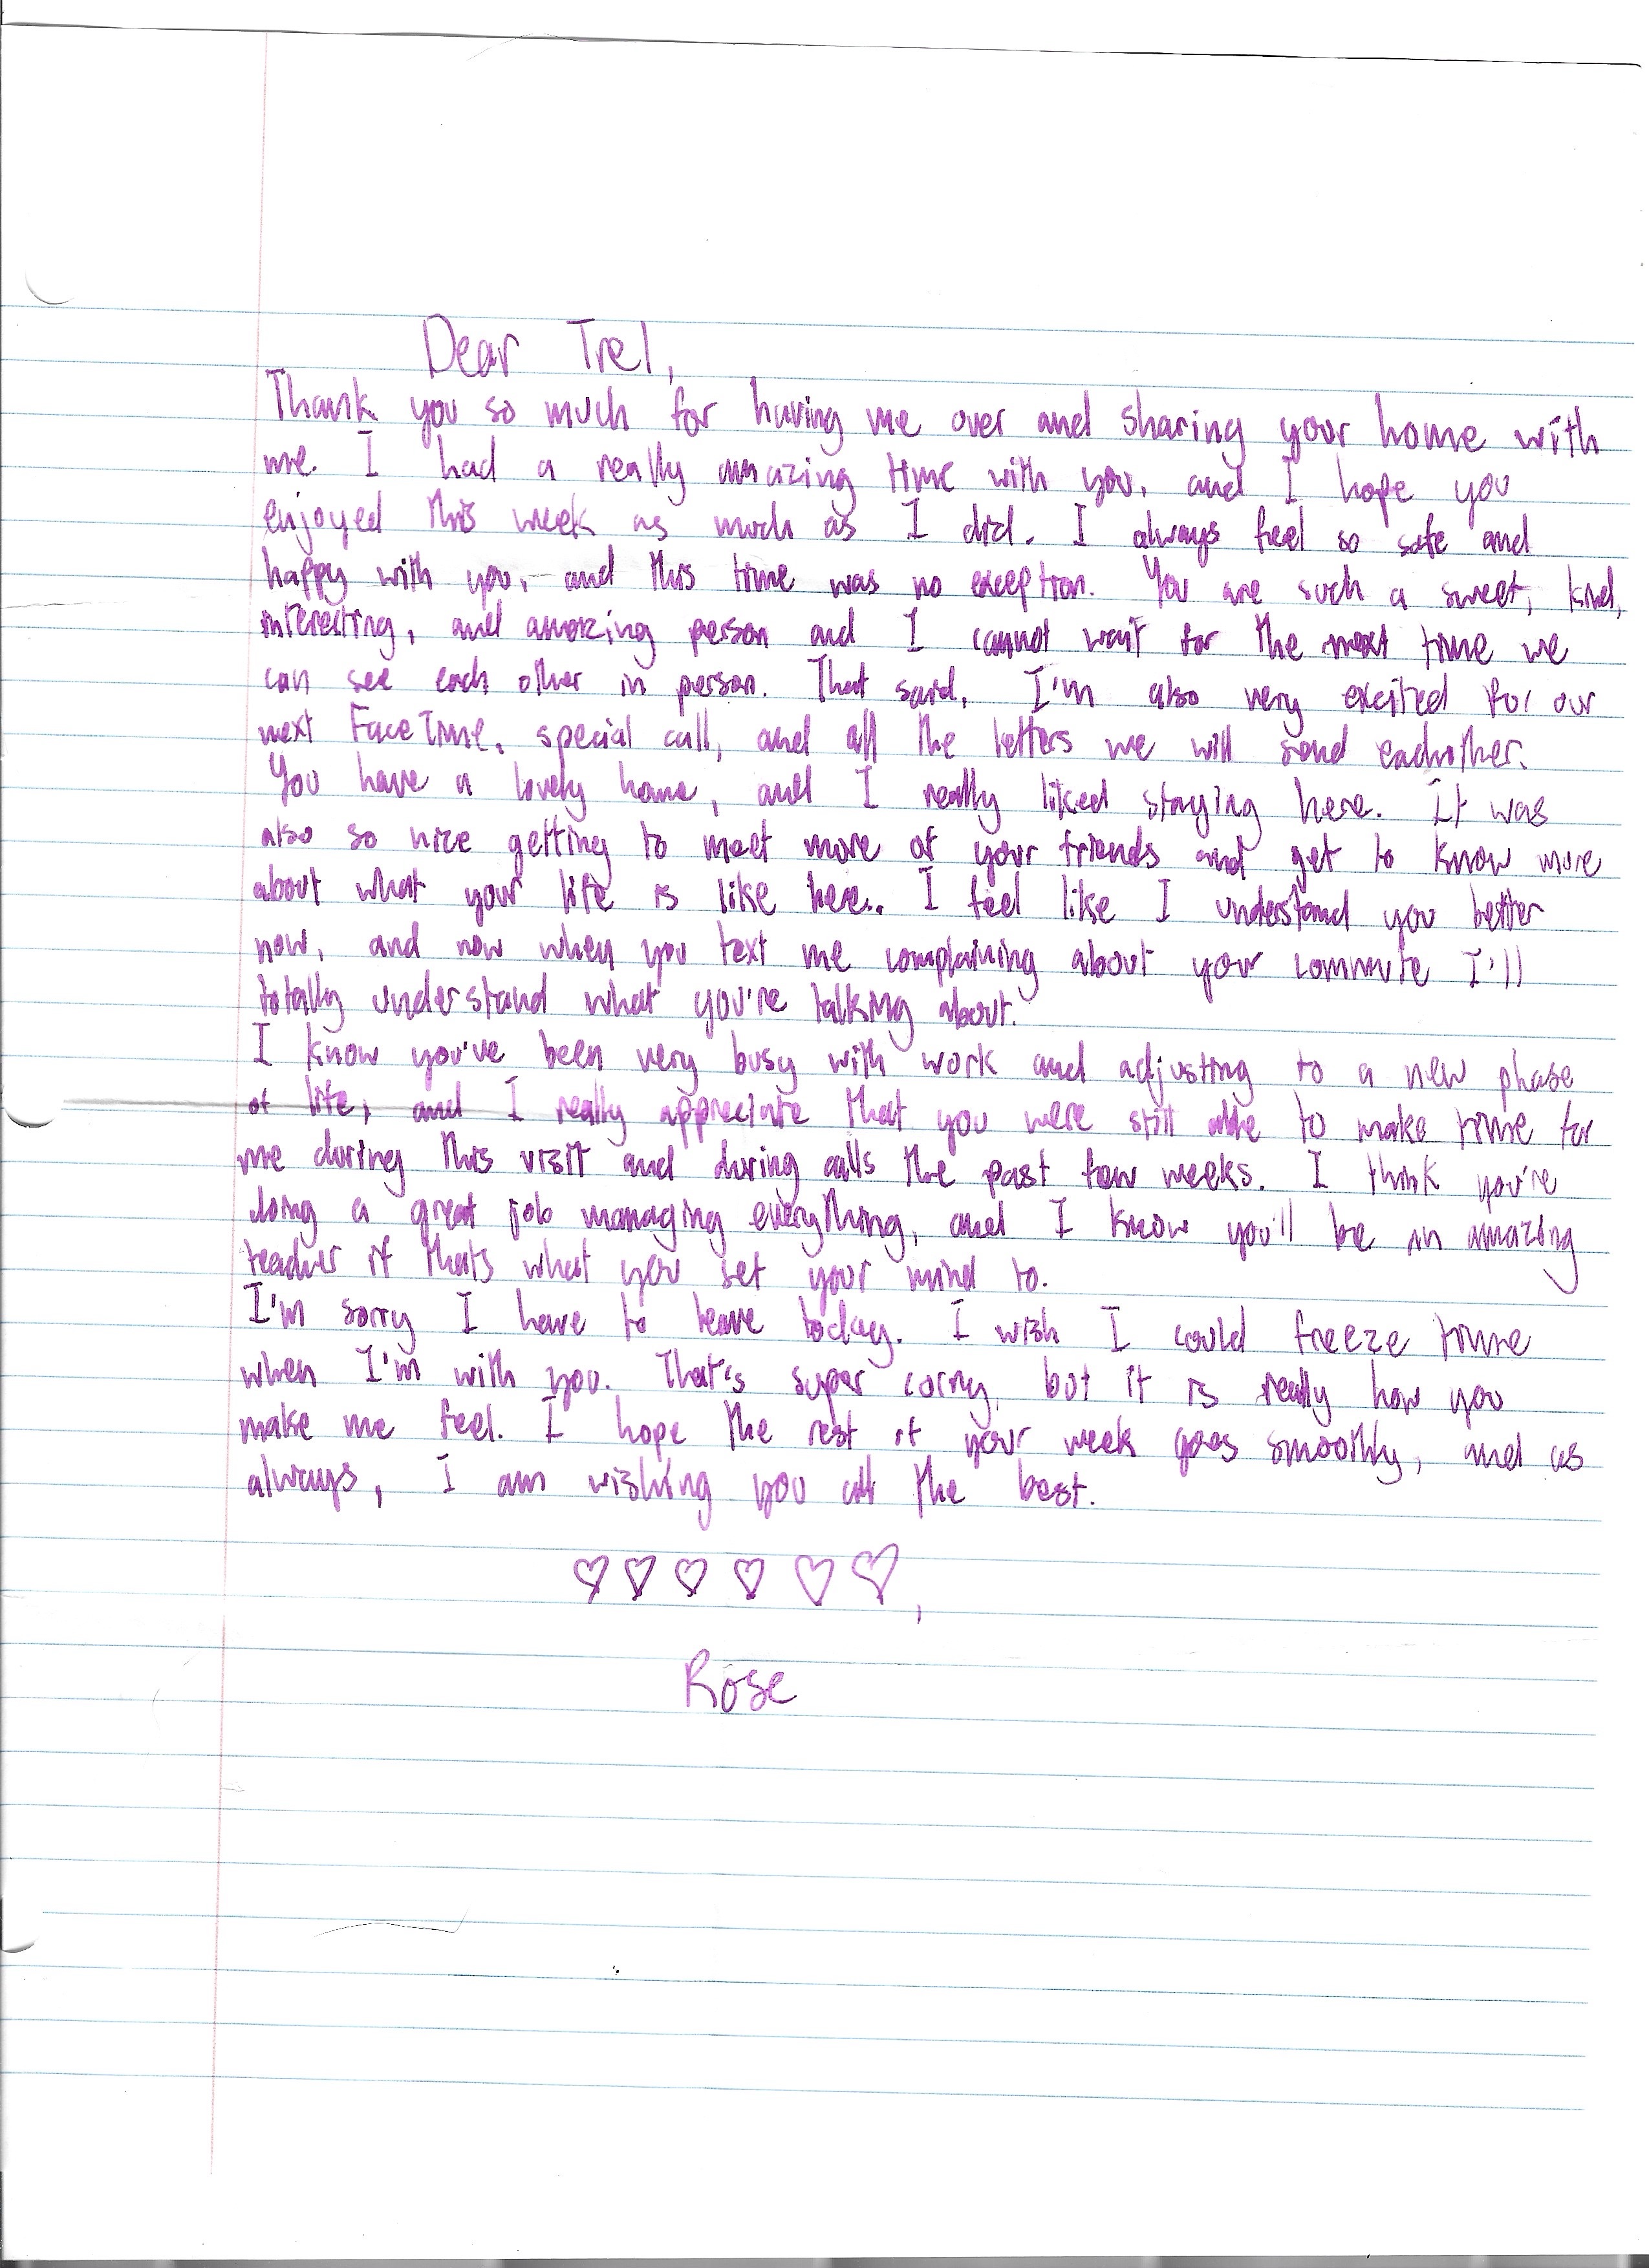 Dear Trel,
Thank you so much for having me over and sharing your home with
me. I had a really amazing time with you, and I hope you
enjoyed this week as much as I did. I always feel so safe and
happy with you, and this time was no exception. You are such a sweet, kind,
interesting, and amazing person and I cannot wait for the next time we
can see each other in person. That said, I'm also very excited for our
next FaceTime, special call, and all the letters we will send eachother.
You have a lovely home, and I really liked staying here. It was
also so nice getting to meet more of your friends and get to know more
about what your life is like here.. I feel like I understand you better
now, and now when you text me complaining about your commute I'll
totally understand what you're talking about.
I know you've been very busy with work and adjusting to a new phase
of life, and I really appreciate that you were still able to make time for
me during this visit and during calls the past few weeks. I think you're
doing a great job managing everything, and I know you'll be an amazing
teacher if thats what you set your mind to.
I'm sorry I have to leave today. I wish I could freeze time
when I'm with you. That's super corny, but it is really how you
make me feel. I hope the rest of your week goes smoothly, and as
always, I am wishing you all the best.
♡ ♡ ♡ ♡ ♡ ♡,
Rose